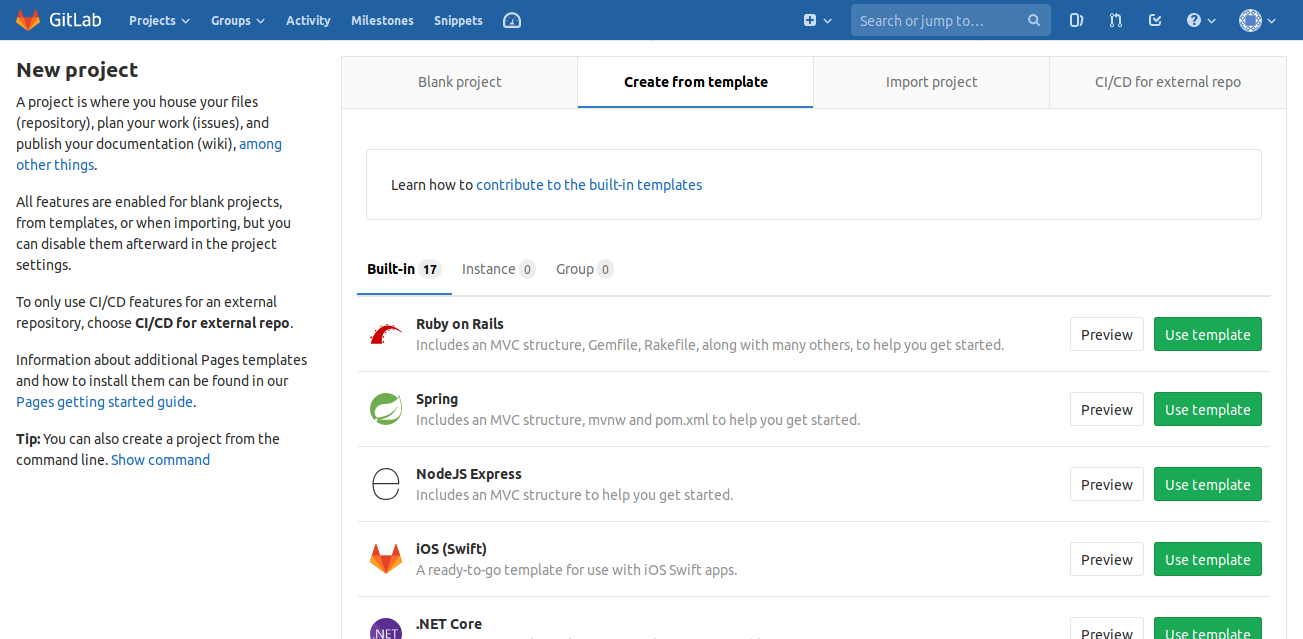 GitLab Projects Groups Activity Milestones Snippets Search or jump to...
New project
A project is where you house your files
(repository), plan your work (issues), and
publish your documentation (wiki), among
other things.
All features are enabled for blank projects,
from templates, or when importing, but you
can disable them afterward in the project
settings.
To only use CI/CD features for an external
repository, choose CI/CD for external repo.
Information about additional Pages templates
and how to install them can be found in our
Pages getting started guide.
Tip: You can also create a project from the
command line. Show command
Blank project Create from template Import project CI/CD for external repo
Learn how to contribute to the built-in templates
Built-in 17 Instance 0 Group 0
Ruby on Rails
Includes an MVC structure, Gemfile, Rakefile, along with many others, to help you get started.
Preview Use template
Spring
Includes an MVC structure, mvnw and pom.xml to help you get started.
Preview Use template
NodeJS Express
Includes an MVC structure to help you get started.
Preview Use template
iOS (Swift)
A ready-to-go template for use with iOS Swift apps.
Preview Use template
.NET
.NET Core
Preview Use template